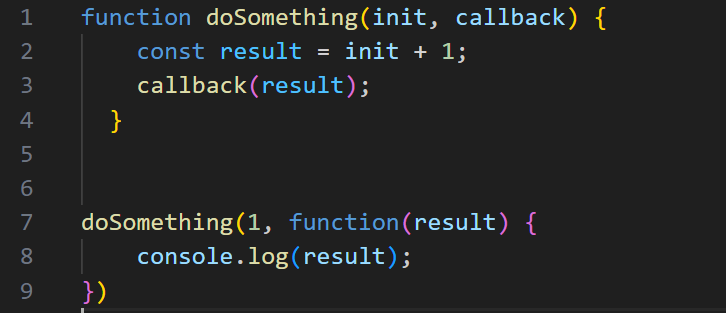 1 function doSomething(init, callback) {
2     const result = init + 1;
3     callback(result);
4   }
5
6
7 doSomething(1, function(result) {
8     console.log(result);
9 })